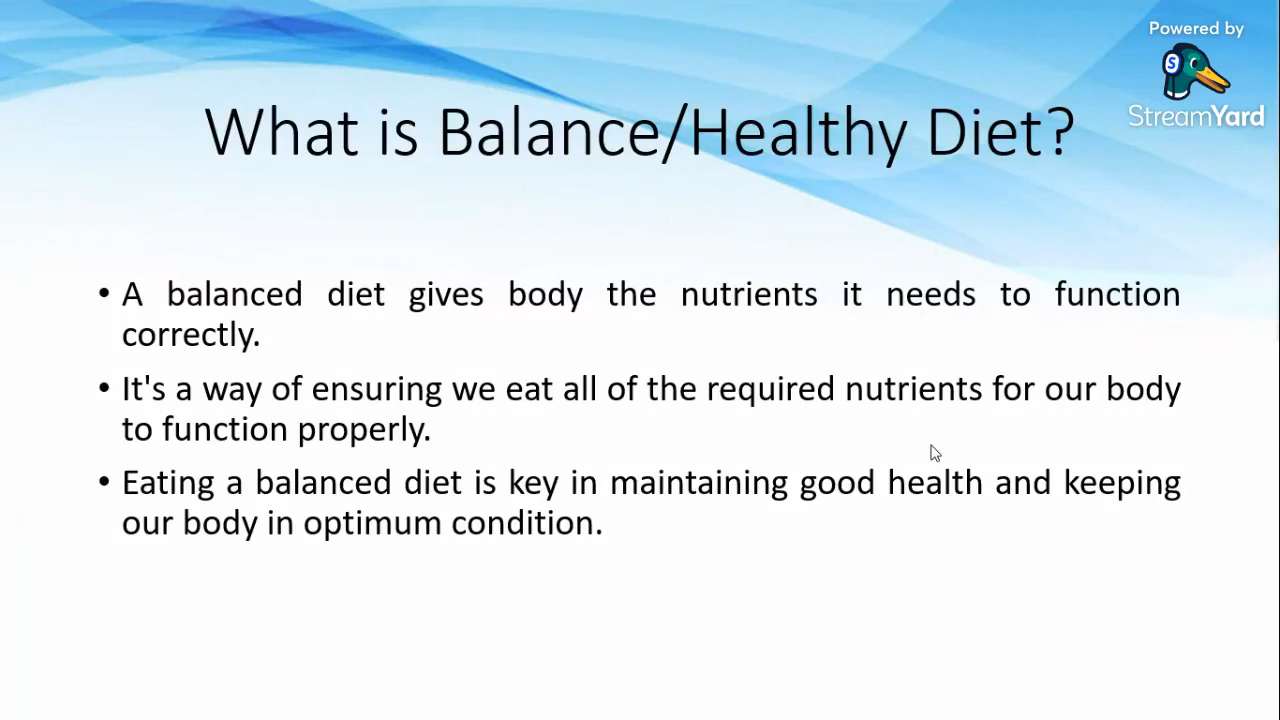 Powered by
S
StreamYard
What is Balance/Healthy Diet?
• A balanced diet gives body the nutrients it needs to function
correctly.
• It's a way of ensuring we eat all of the required nutrients for our body
to function properly.
• Eating a balanced diet is key in maintaining good health and keeping
our body in optimum condition.